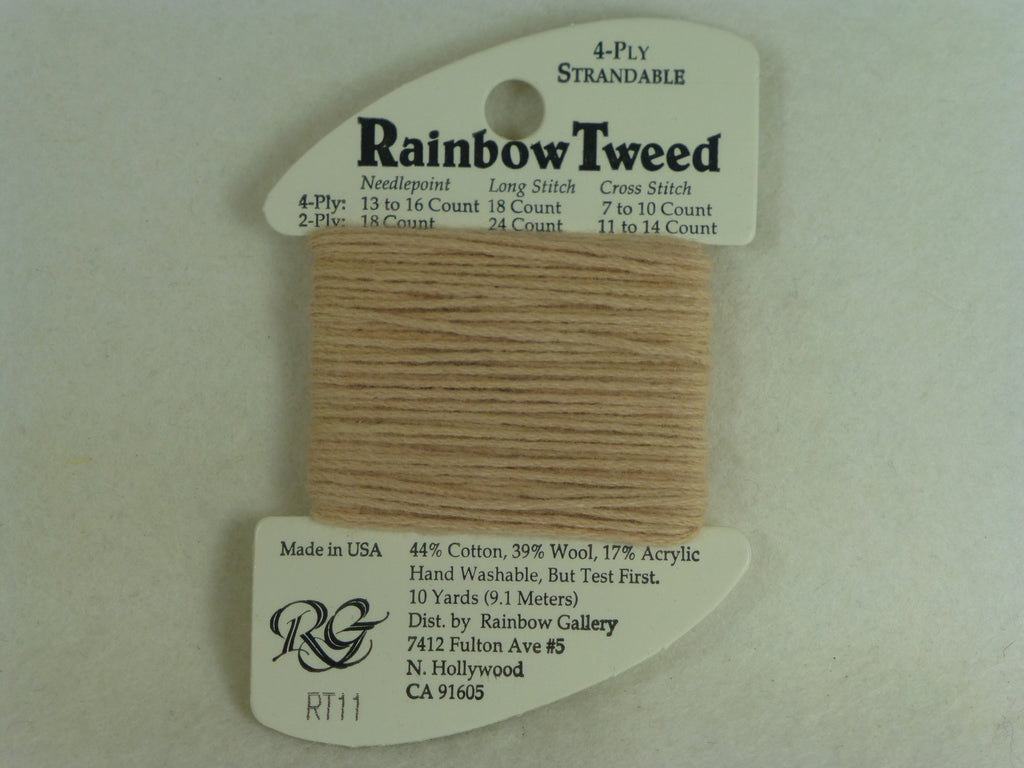 4-PLY
STRANDABLE
Rainbow Tweed
Needlepoint Long Stitch Cross Stitch
4-Ply: 13 to 16 Count 18 Count 7 to 10 Count
2-Ply: 18 Count 24 Count 11 to 14 Count
Made in USA
44% Cotton, 39% Wool, 17% Acrylic
Hand Washable, But Test First.
10 Yards (9.1 Meters)
Dist. by Rainbow Gallery
7412 Fulton Ave #5
N. Hollywood
CA 91605
RG
RT11